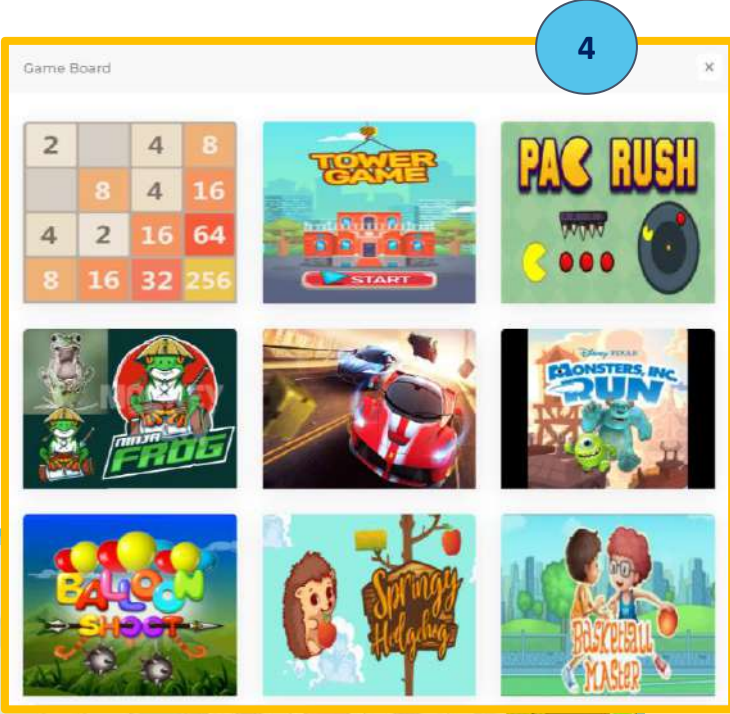 4
Game Board ×
2 4 8
8 4 16
4 2 16 64
8 16 32 256
TOWER
GAME
START
PAC RUSH
NINJA
FROG
Disney PIXAR
MONSTERS, INC.
RUN
BALLOON
SHOOT
Springy
Hedgehog
BASKETBALL
MASTER